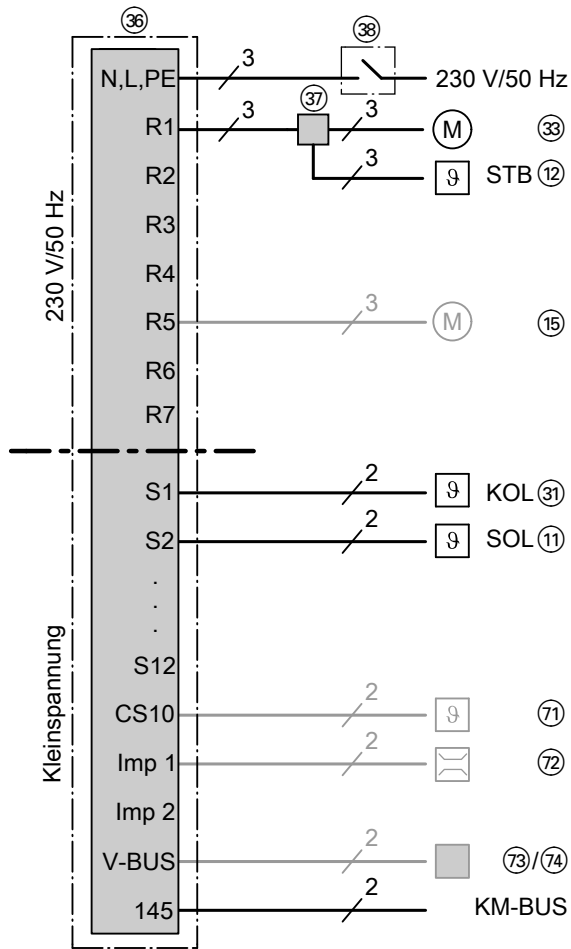 36
38
N,L,PE 3 230 V/50 Hz
37
R1 3 3 M 33
R2 3 ϑ STB 12
R3
R4
R5 3 M 15
R6
R7
230 V/50 Hz
S1 2 ϑ KOL 31
S2 2 ϑ SOL 11
.
.
.
S12
CS10 2 ϑ 71
Imp 1 2 72
Imp 2
V-BUS 2 73/74
145 2 KM-BUS
Kleinspannung